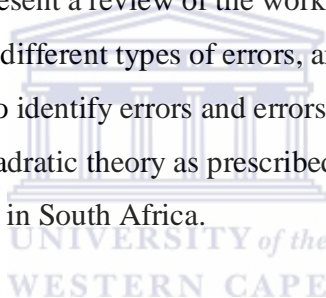 esent a review of the work
different types of errors, a
o identify errors and errors
adratic theory as prescribed
in South Africa.
UNIVERSITY of the
WESTERN CAPE